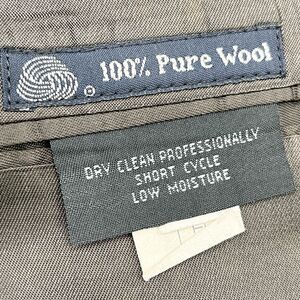 100% Pure Wool
DRY CLEAN PROFESSIONALLY
SHORT CYCLE
LOW MOISTURE